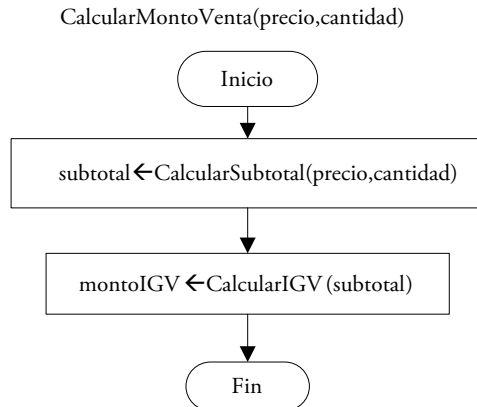 CalcularMontoVenta(precio,cantidad)
Inicio
subtotal←CalcularSubtotal(precio,cantidad)
montoIGV←CalcularIGV(subtotal)
Fin